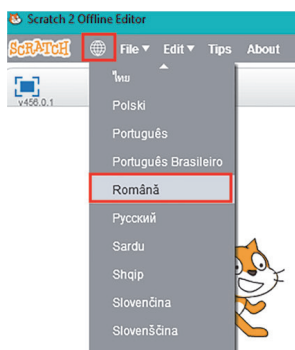 Scratch 2 Offline Editor
SCRATCH File ▼ Edit ▼ Tips About
v456.0.1
ไทย
Polski
Português
Português Brasileiro
Română
Русский
Sardu
Shqip
Slovenčina
Slovenščina